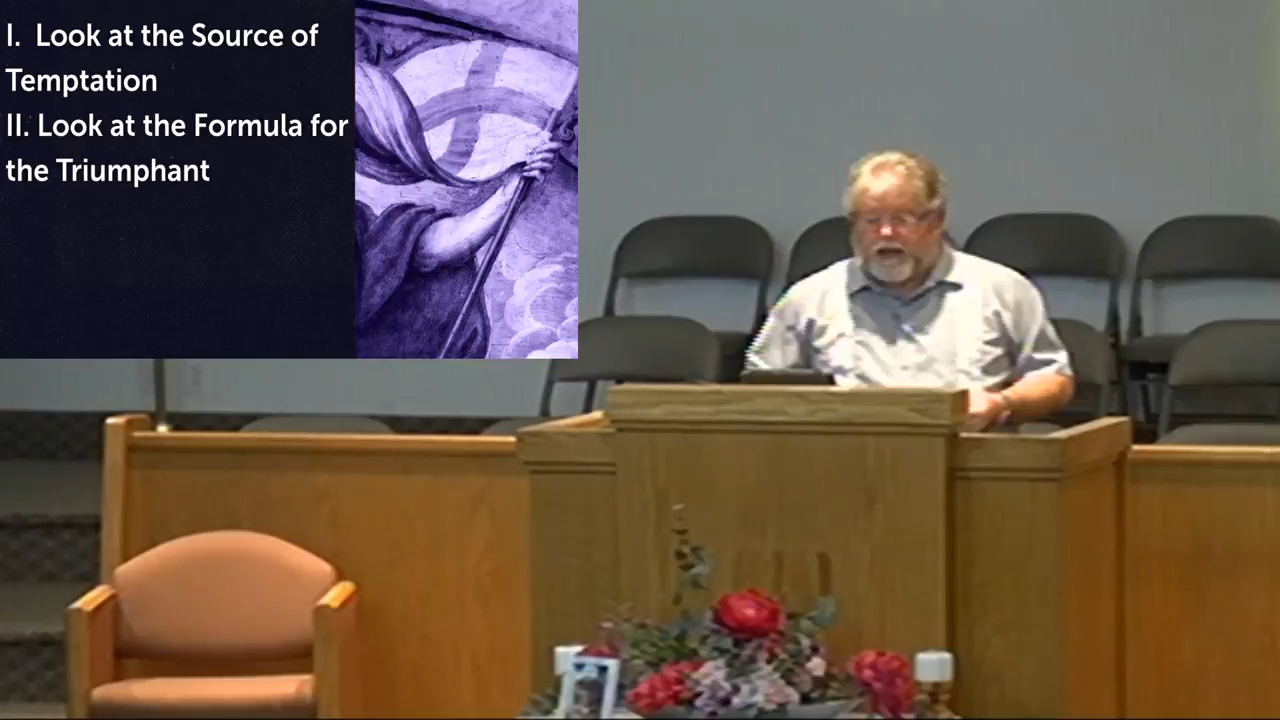 I. Look at the Source of
Temptation
II. Look at the Formula for
the Triumphant